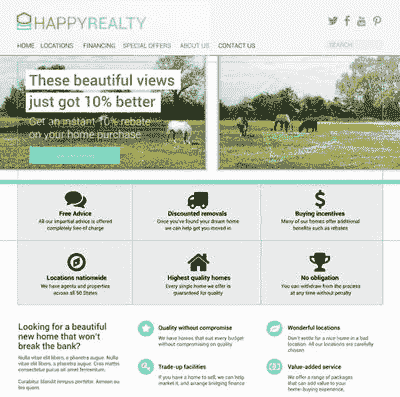 HAPPYREALTY
HOME LOCATIONS FINANCING SPECIAL OFFERS ABOUT US CONTACT US
SEARCH
These beautiful views
just got 10% better
Get an instant 10% rebate
on your home purchase
Free Advice
All our impartial advice is offered
completely free of charge
Discounted removals
Once you've found your dream home
we can help get you moved in
Buying incentives
Many of our homes offer additional
benefits such as rebates
Locations nationwide
We have agents and properties
across all 50 States
Highest quality homes
Every single home we offer is
guaranteed for quality
No obligation
You can withdraw from the process
at any time without penalty
Looking for a beautiful
new home that won't
break the bank?
Nulla vitae elit libero, a pharetra augue. Nulla
vitae elit libero, a pharetra augue. Cras mattis
consectetur purus sit amet fermentum.
Curabitur blandit tempus porttitor. Aenean eu
leo quam.
Quality without compromise
We have homes that suit every budget
without compromising on quality
Trade-up facilities
If you have a home to sell, we can help
market it, and arrange bridging finance
Wonderful locations
Don't settle for a nice home in a bad
location. All our locations are carefully
chosen
Value-added service
We offer a range of packages
that can add value to your
home-buying experience,